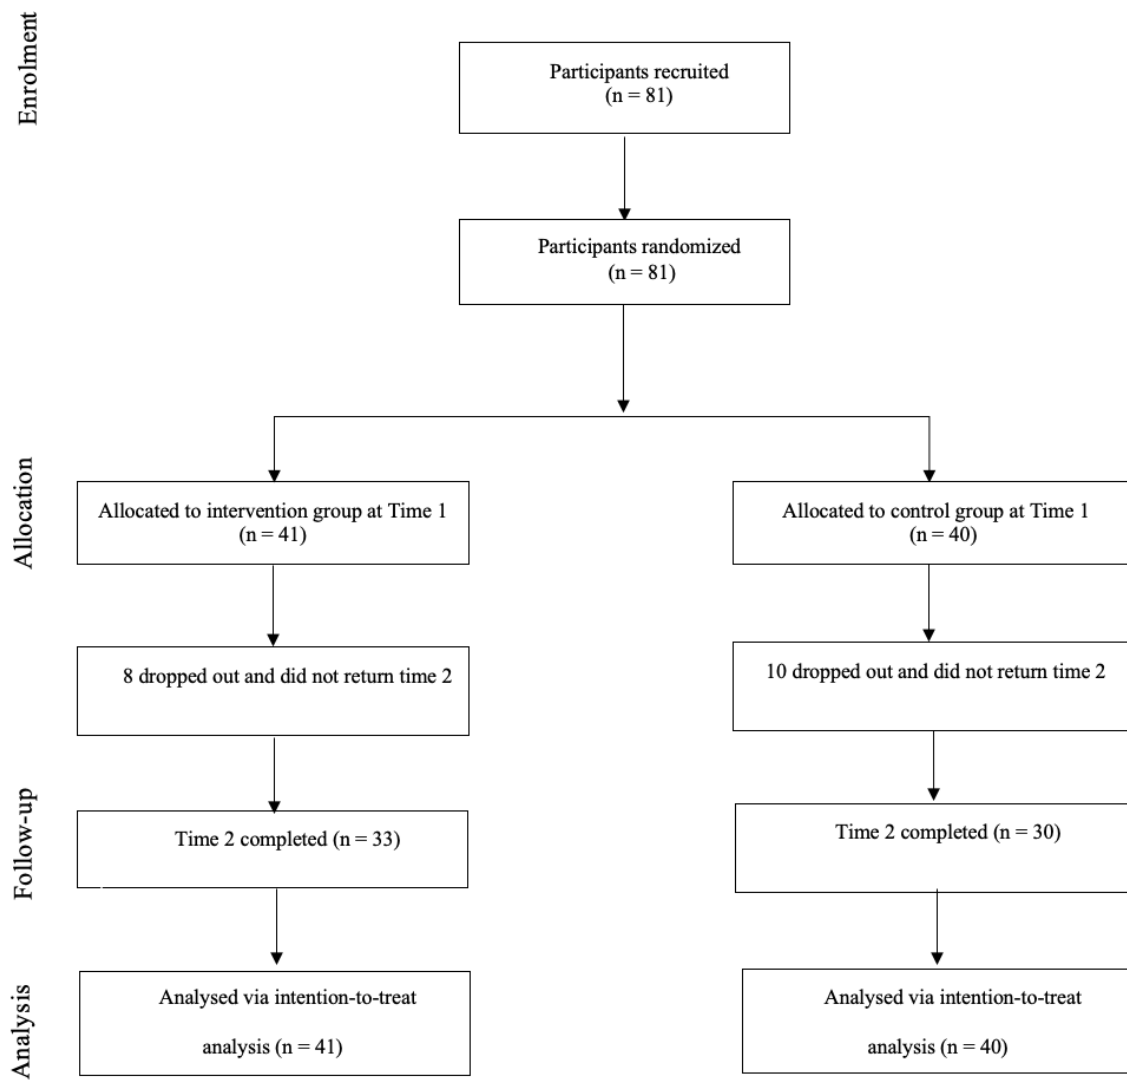 Enrolment
Participants recruited
(n = 81)
Participants randomized
(n = 81)
Allocation
Allocated to intervention group at Time 1
(n = 41)
Allocated to control group at Time 1
(n = 40)
8 dropped out and did not return time 2
10 dropped out and did not return time 2
Follow-up
Time 2 completed (n = 33)
Time 2 completed (n = 30)
Analysis
Analysed via intention-to-treat
analysis (n = 41)
Analysed via intention-to-treat
analysis (n = 40)